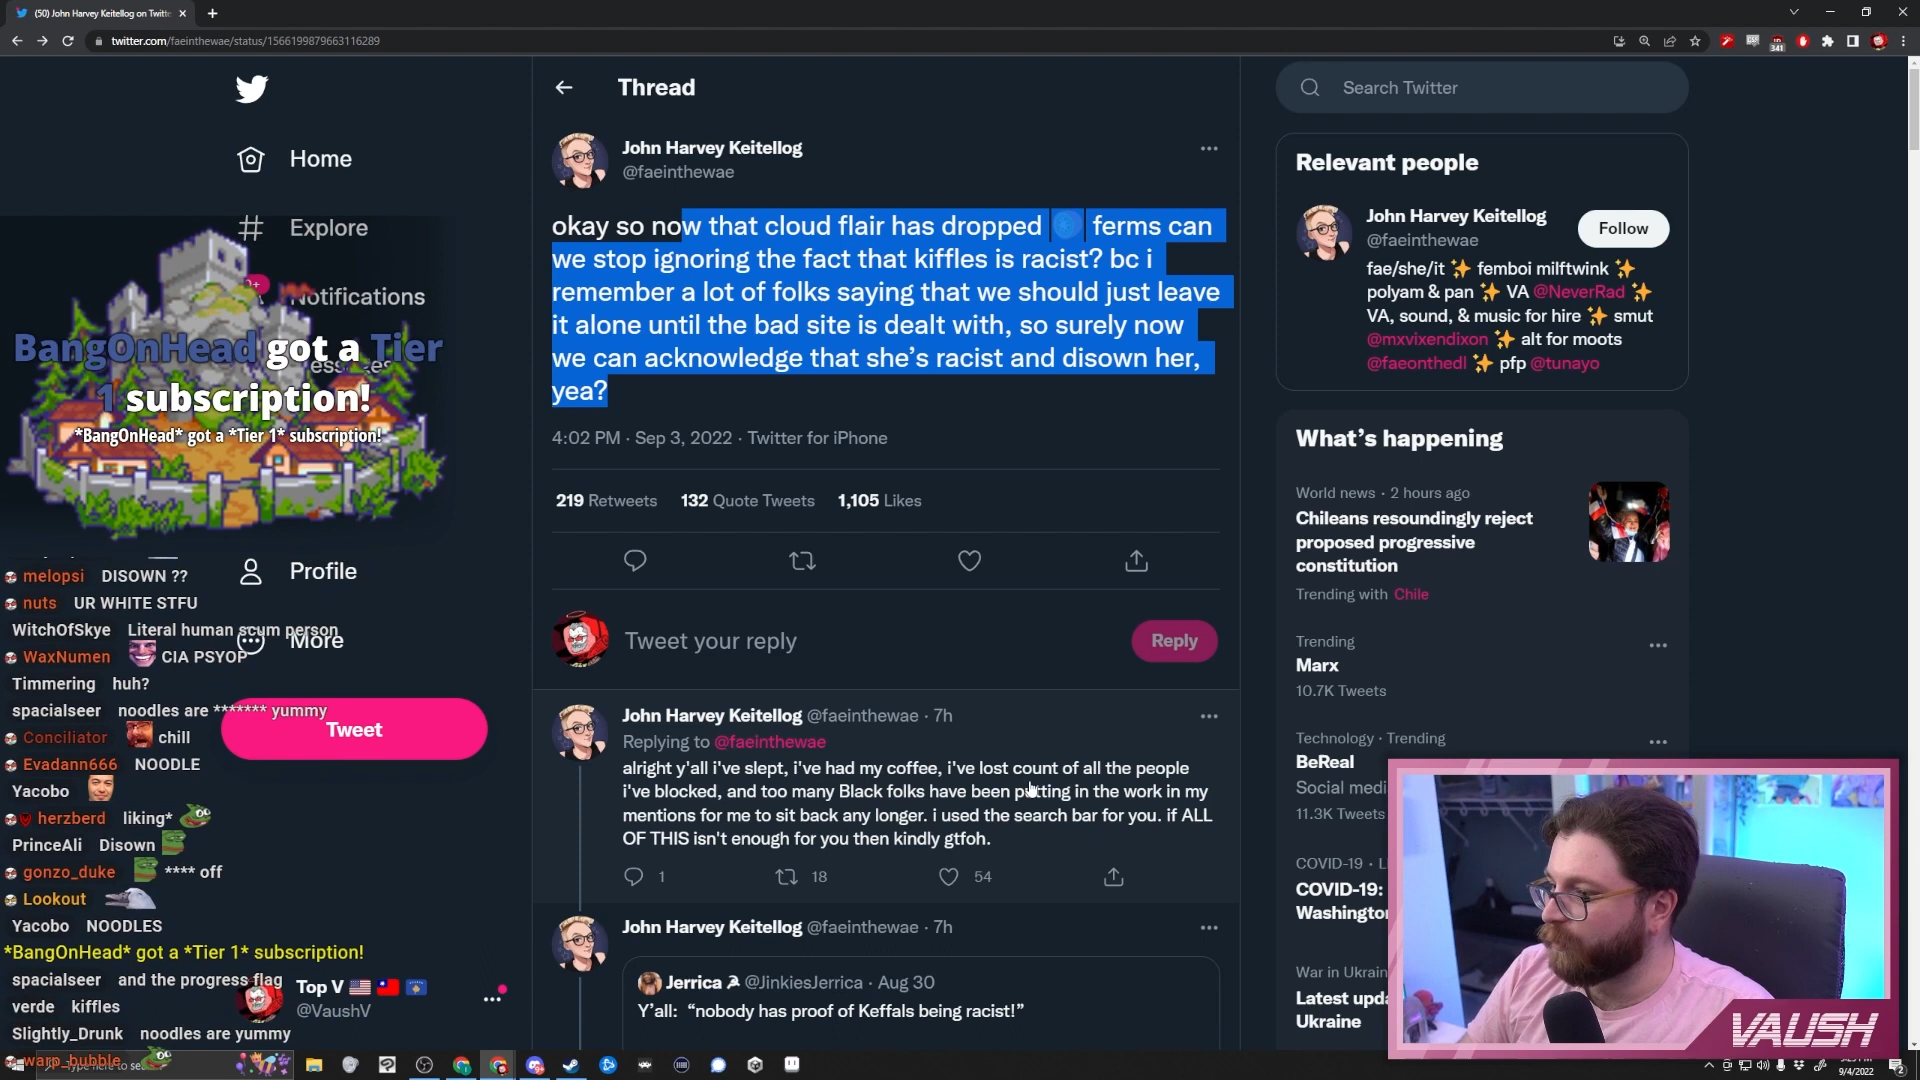 (50) John Harvey Keitellog on Twitt
twitter.com/faeinthewae/status/1566199879663116289
341
Home
Explore
Notifications
Profile
More
Tweet
Top V
@VaushV
BangOnHead got a Tier
1 subscription!
*BangOnHead* got a *Tier 1* subscription!
melopsi DISOWN ??
nuts UR WHITE STFU
WitchOfSkye Literal human scum person
WaxNumen CIA PSYOP
Timmering huh?
spacialseer noodles are ******* yummy
Conciliator chill
Evadann666 NOODLE
Yacobo
herzberd liking*
PrinceAli Disown
gonzo_duke **** off
Lookout
Yacobo NOODLES
*BangOnHead* got a *Tier 1* subscription!
spacialseer and the progress flag
verde kiffles
Slightly_Drunk noodles are yummy
warp_bubble
Thread
John Harvey Keitellog
@faeinthewae
okay so now that cloud flair has dropped ferms can
we stop ignoring the fact that kiffles is racist? bc i
remember a lot of folks saying that we should just leave
it alone until the bad site is dealt with, so surely now
we can acknowledge that she’s racist and disown her,
yea?
4:02 PM · Sep 3, 2022 · Twitter for iPhone
219 Retweets 132 Quote Tweets 1,105 Likes
Tweet your reply
Reply
John Harvey Keitellog @faeinthewae · 7h
Replying to @faeinthewae
alright y'all i've slept, i've had my coffee, i've lost count of all the people
i've blocked, and too many Black folks have been putting in the work in my
mentions for me to sit back any longer. i used the search bar for you. if ALL
OF THIS isn't enough for you then kindly gtfoh.
1 18 54
John Harvey Keitellog @faeinthewae · 7h
Jerrica @JinkiesJerrica · Aug 30
Y’all: “nobody has proof of Keffals being racist!”
Search Twitter
Relevant people
John Harvey Keitellog
@faeinthewae
Follow
fae/she/it ✨ femboi milftwink ✨
polyam & pan ✨ VA @NeverRad ✨
VA, sound, & music for hire ✨ smut
@mxvixendixon ✨ alt for moots
@faeonthedl ✨ pfp @tunayo
What’s happening
World news · 2 hours ago
Chileans resoundingly reject
proposed progressive
constitution
Trending with Chile
Trending
Marx
10.7K Tweets
Technology · Trending
BeReal
Social medi
11.3K Tweets
COVID-19 ·
COVID-19:
Washingto
War in Ukrain
Latest upda
Ukraine
VAUSH
9/4/2022
2